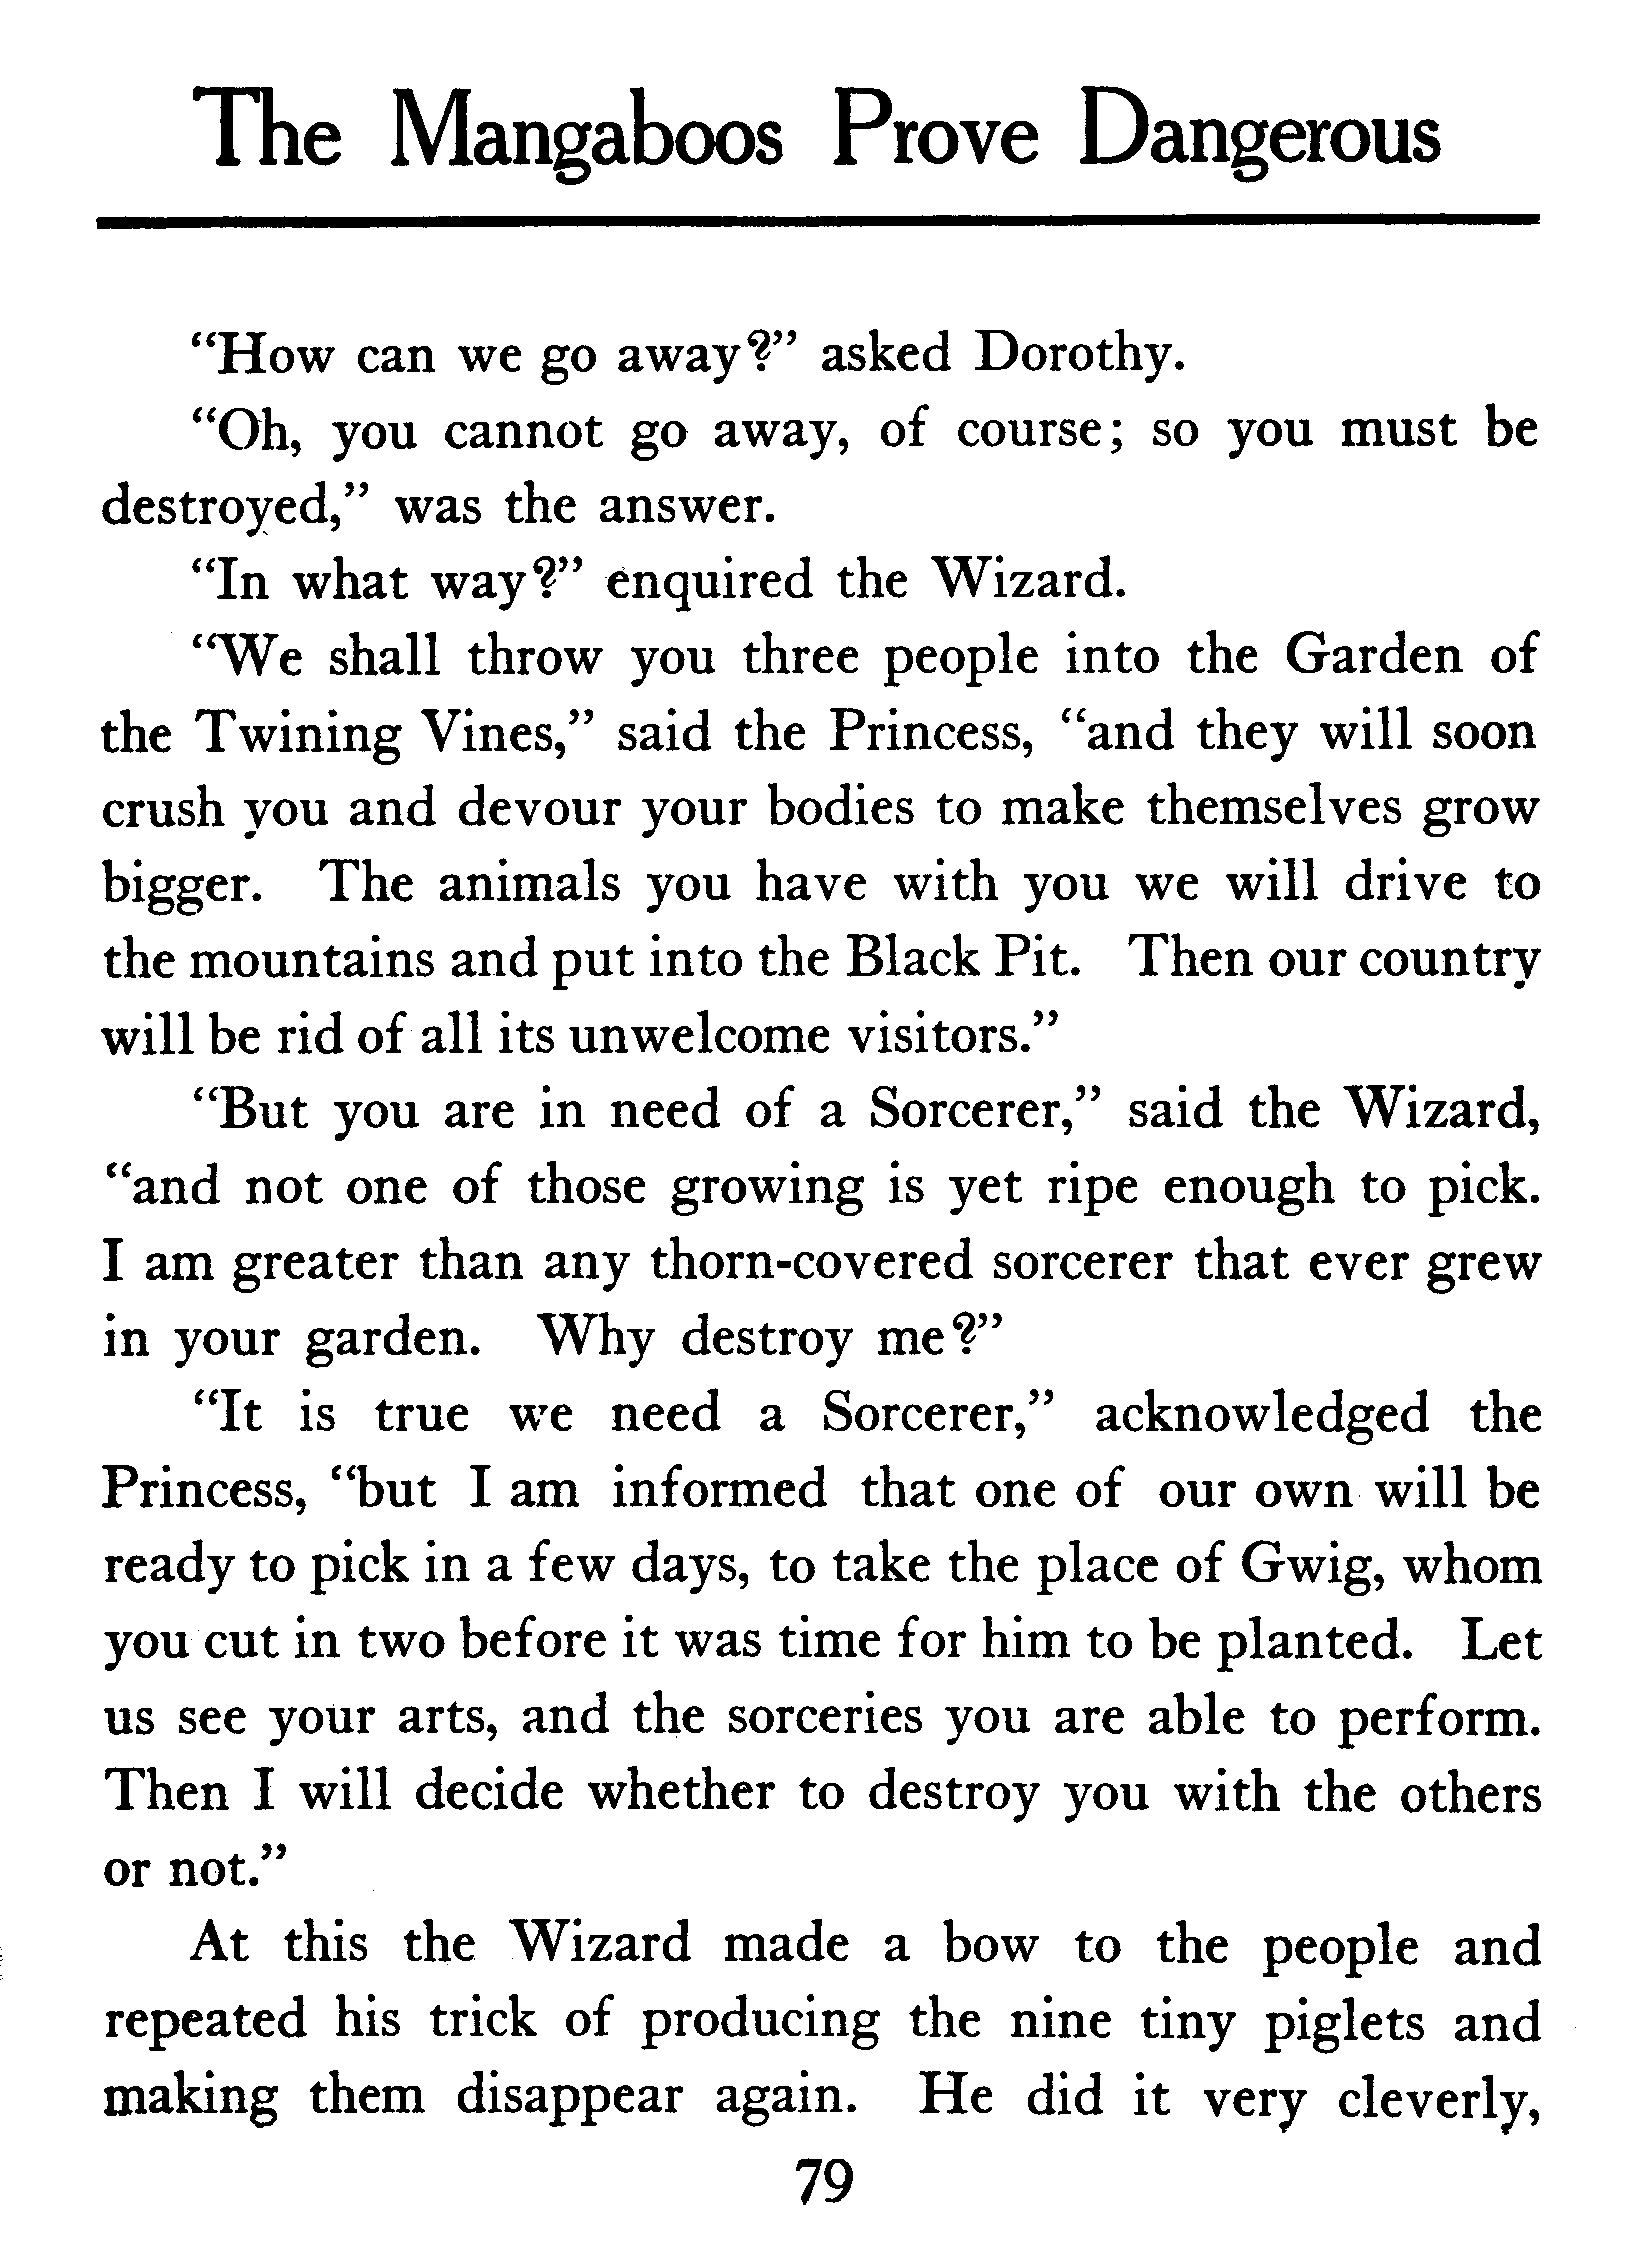 The Mangaboos Prove Dangerous
“How can we go away?” asked Dorothy.
“Oh, you cannot go away, of course; so you must be
destroyed,” was the answer.
“In what way?” enquired the Wizard.
“We shall throw you three people into the Garden of
the Twining Vines,” said the Princess, “and they will soon
crush you and devour your bodies to make themselves grow
bigger. The animals you have with you we will drive to
the mountains and put into the Black Pit. Then our country
will be rid of all its unwelcome visitors.”
“But you are in need of a Sorcerer,” said the Wizard,
“and not one of those growing is yet ripe enough to pick.
I am greater than any thorn-covered sorcerer that ever grew
in your garden. Why destroy me?”
“It is true we need a Sorcerer,” acknowledged the
Princess, “but I am informed that one of our own will be
ready to pick in a few days, to take the place of Gwig, whom
you cut in two before it was time for him to be planted. Let
us see your arts, and the sorceries you are able to perform.
Then I will decide whether to destroy you with the others
or not.”
At this the Wizard made a bow to the people and
repeated his trick of producing the nine tiny piglets and
making them disappear again. He did it very cleverly,
79